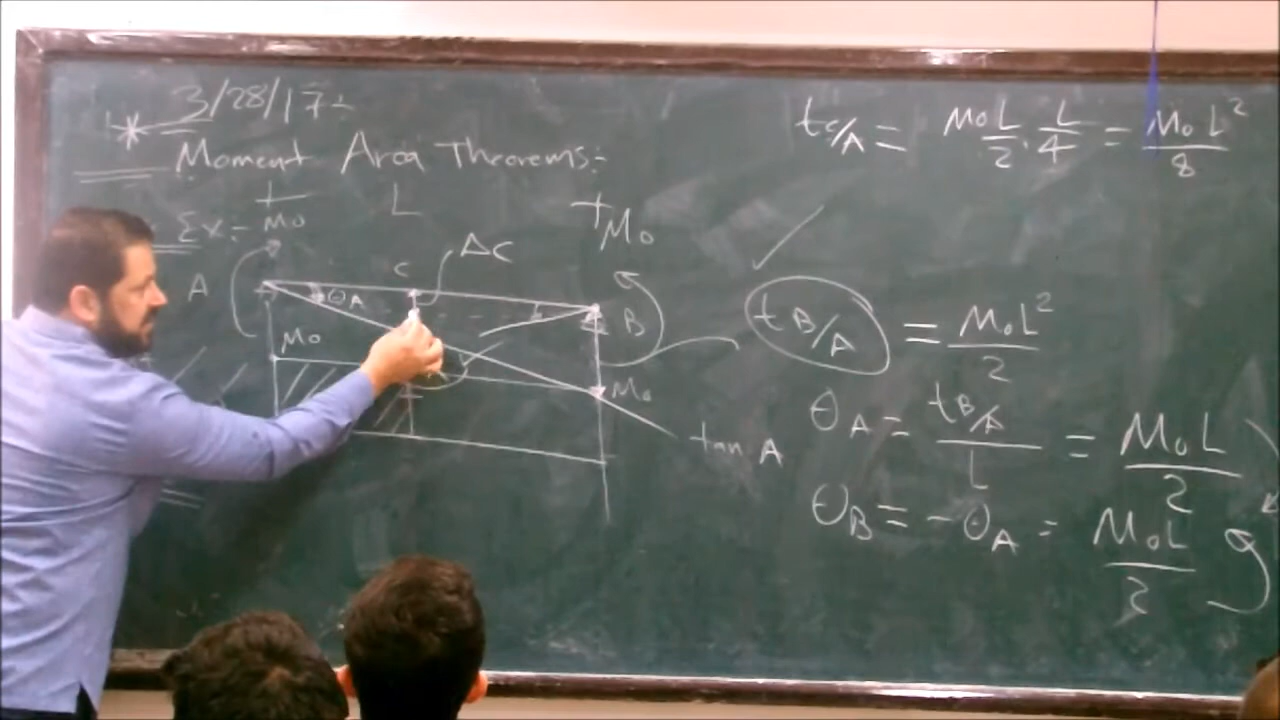 3/28/17:-
Moment Area Theorems:-
Ex:- +Mo L +Mo
A C ΔC B
θA
Mo
Mo
tan A
tC/A = MoL/2 · L/4 = MoL²/8
tB/A = MoL²/2
θA = tB/A/L = MoL/2
θB = -θA = MoL/2